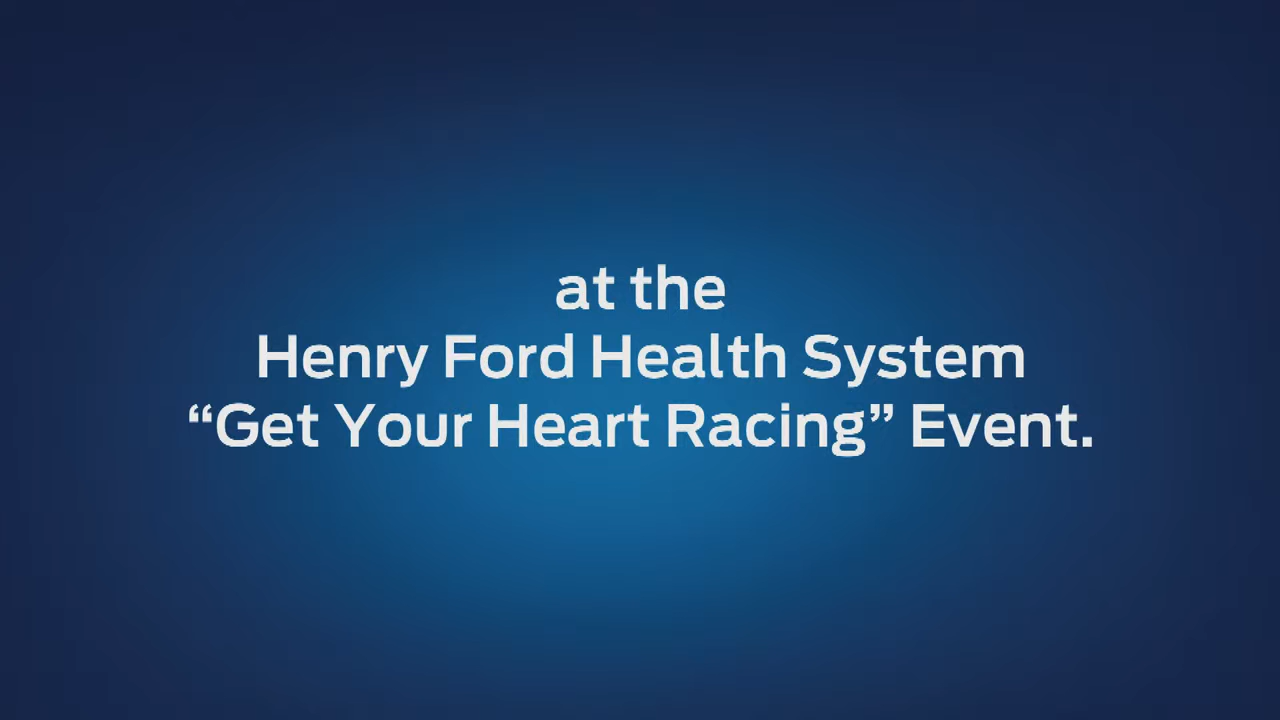 at the
Henry Ford Health System
“Get Your Heart Racing” Event.